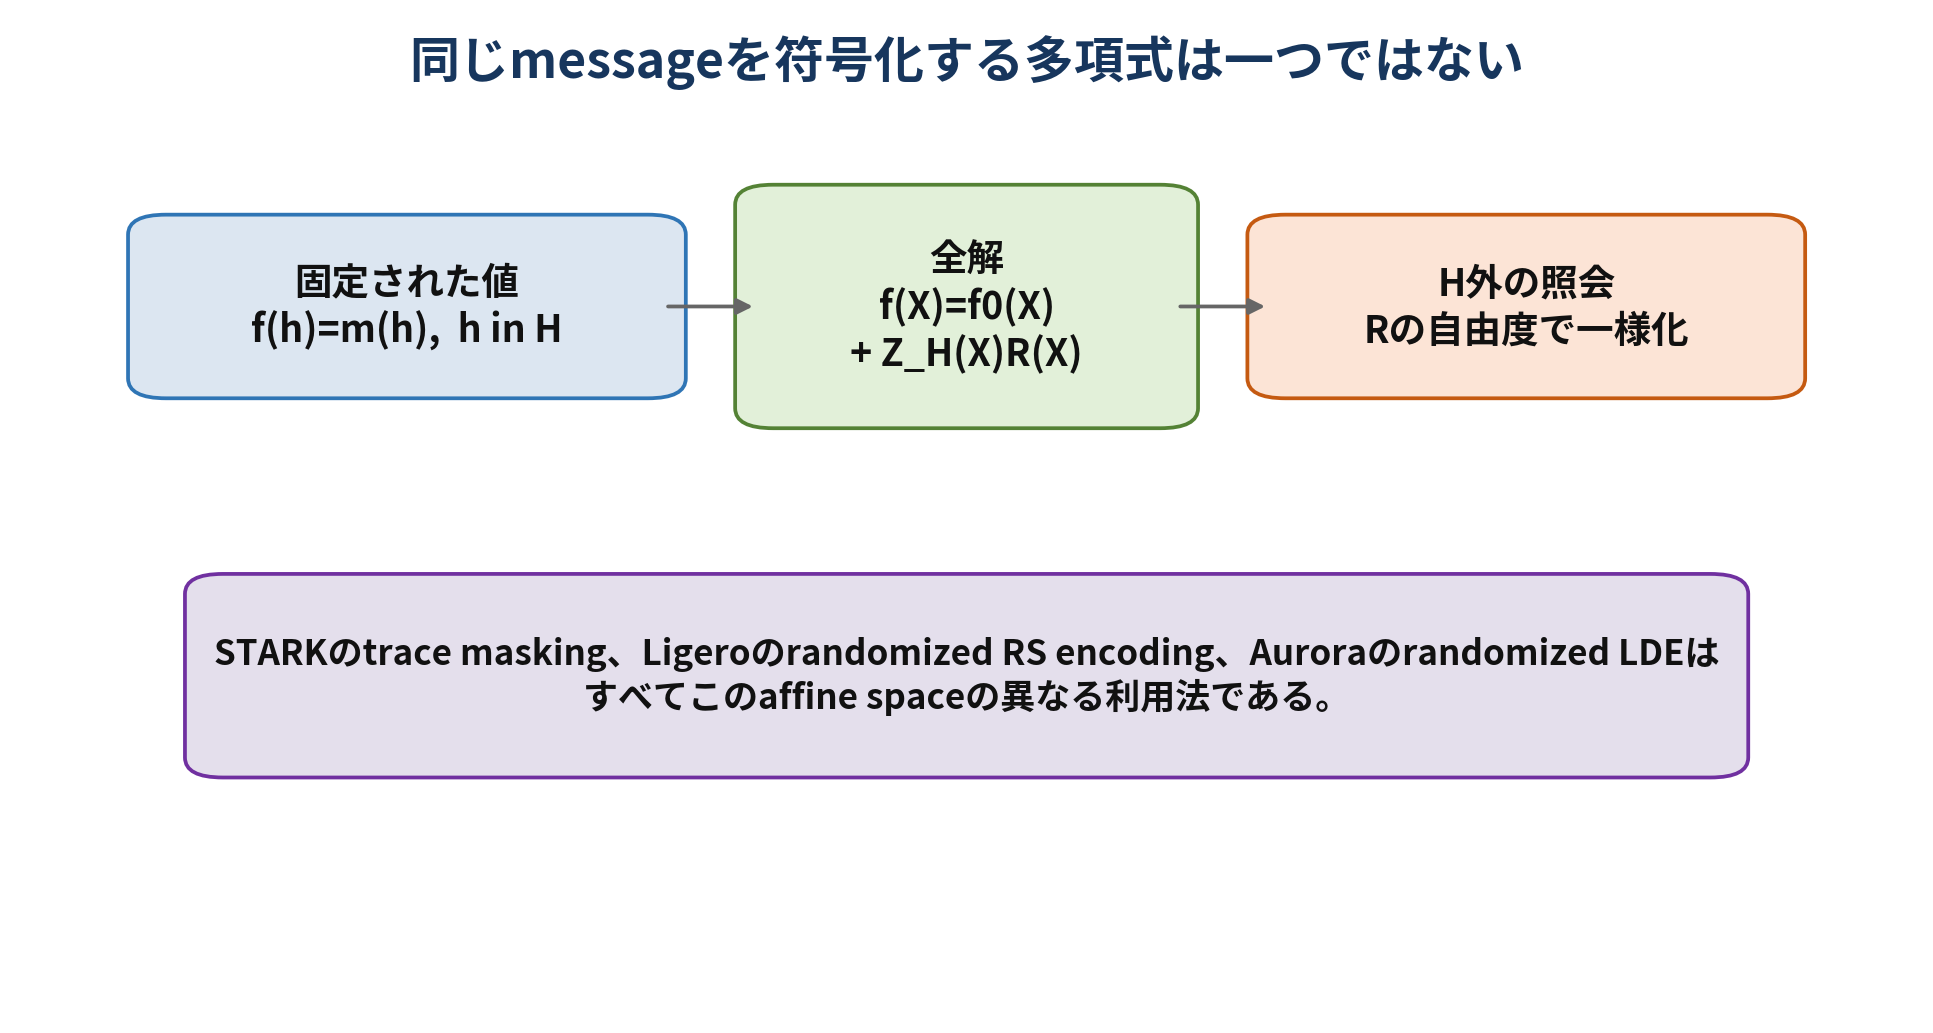 同じmessageを符号化する多項式は一つではない
固定された値
f(h)=m(h), h in H
全解
f(X)=f0(X)
+ Z_H(X)R(X)
H外の照会
Rの自由度で一様化
STARKのtrace masking、Ligeroのrandomized RS encoding、Auroraのrandomized LDEは
すべてこのaffine spaceの異なる利用法である。